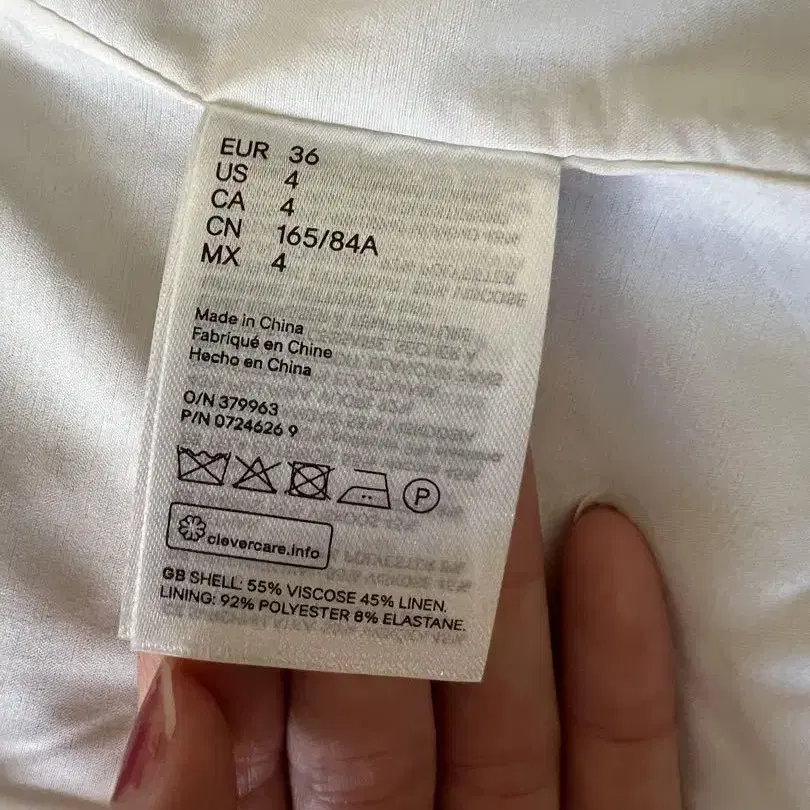 EUR 36
US 4
CA 4
CN 165/84A
MX 4
Made in China
Fabriqué en Chine
Hecho en China
O/N 379963
P/N 0724626 9
P
clevercare.info
GB SHELL: 55% VISCOSE 45% LINEN.
LINING: 92% POLYESTER 8% ELASTANE.